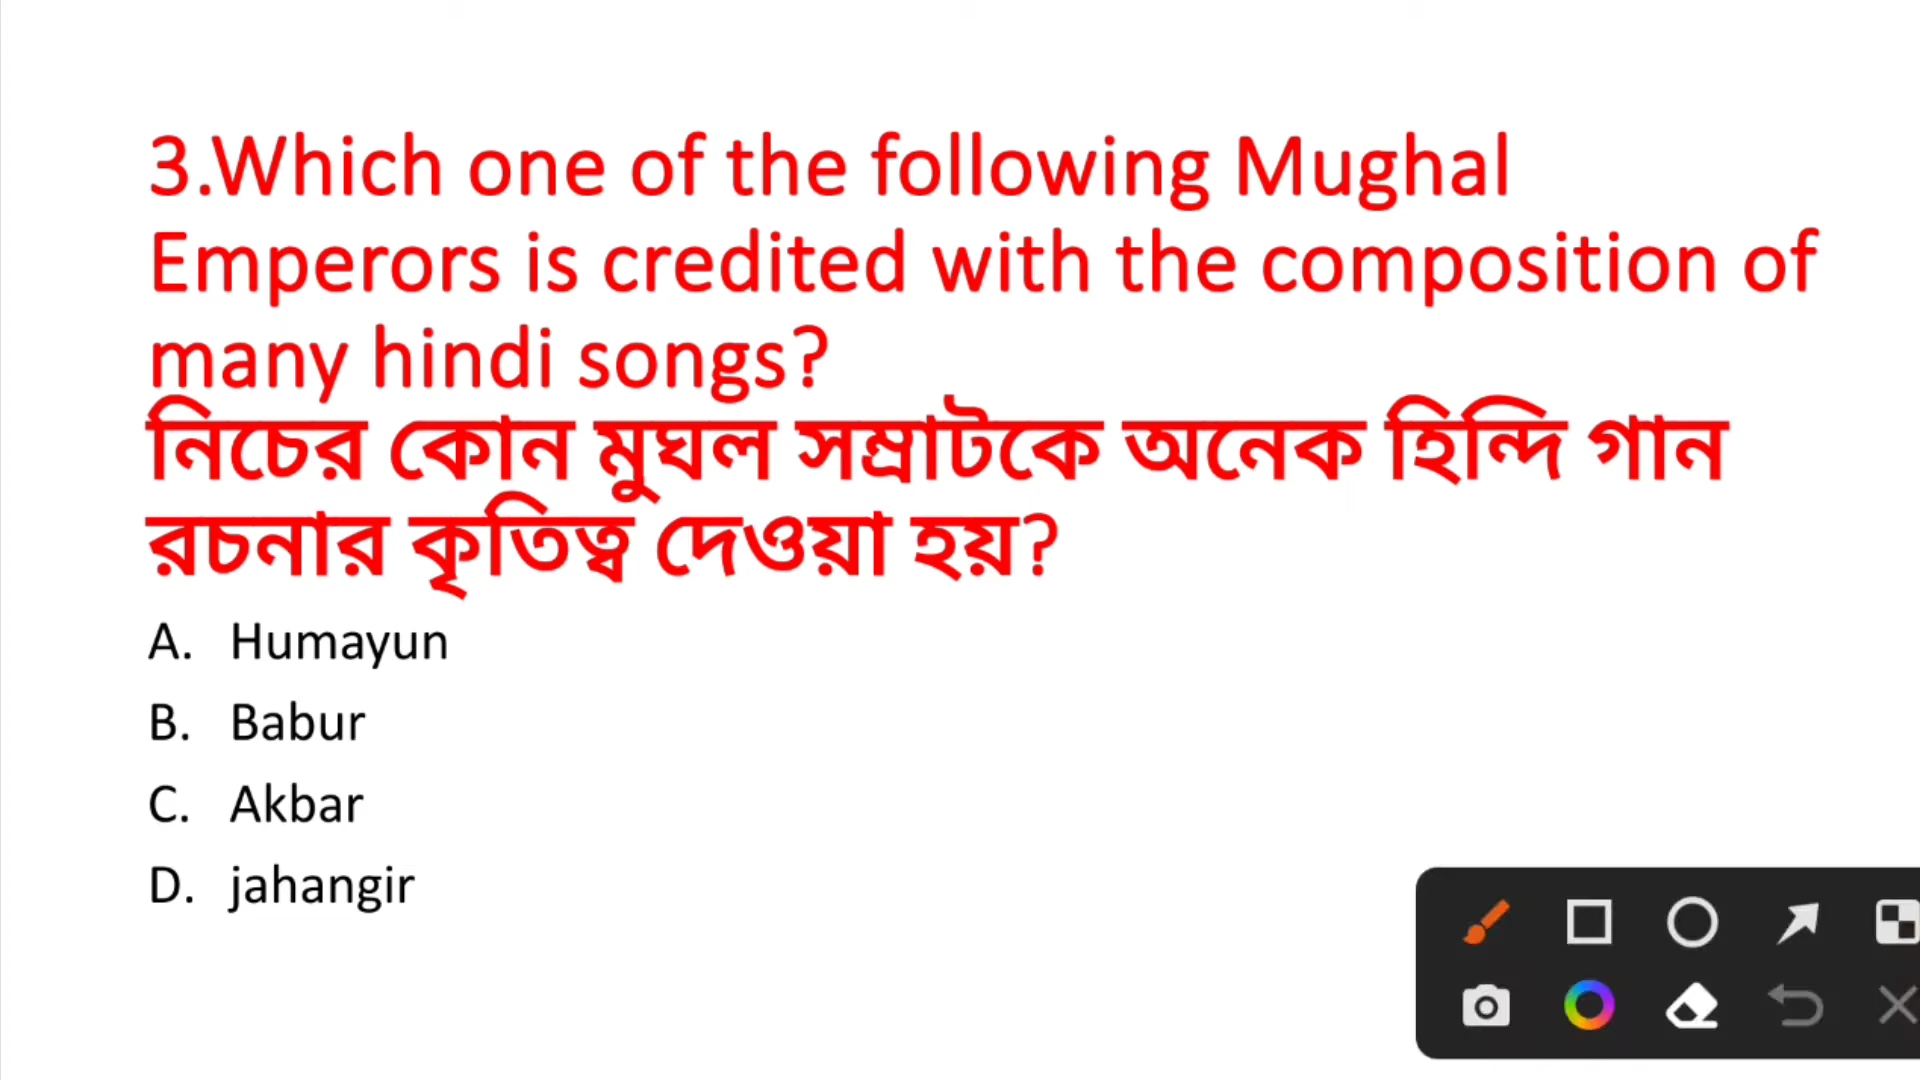 3.Which one of the following Mughal
Emperors is credited with the composition of
many hindi songs?
নিচের কোন মুঘল সম্রাটকে অনেক হিন্দি গান
রচনার কৃতিত্ব দেওয়া হয়?
A. Humayun
B. Babur
C. Akbar
D. jahangir